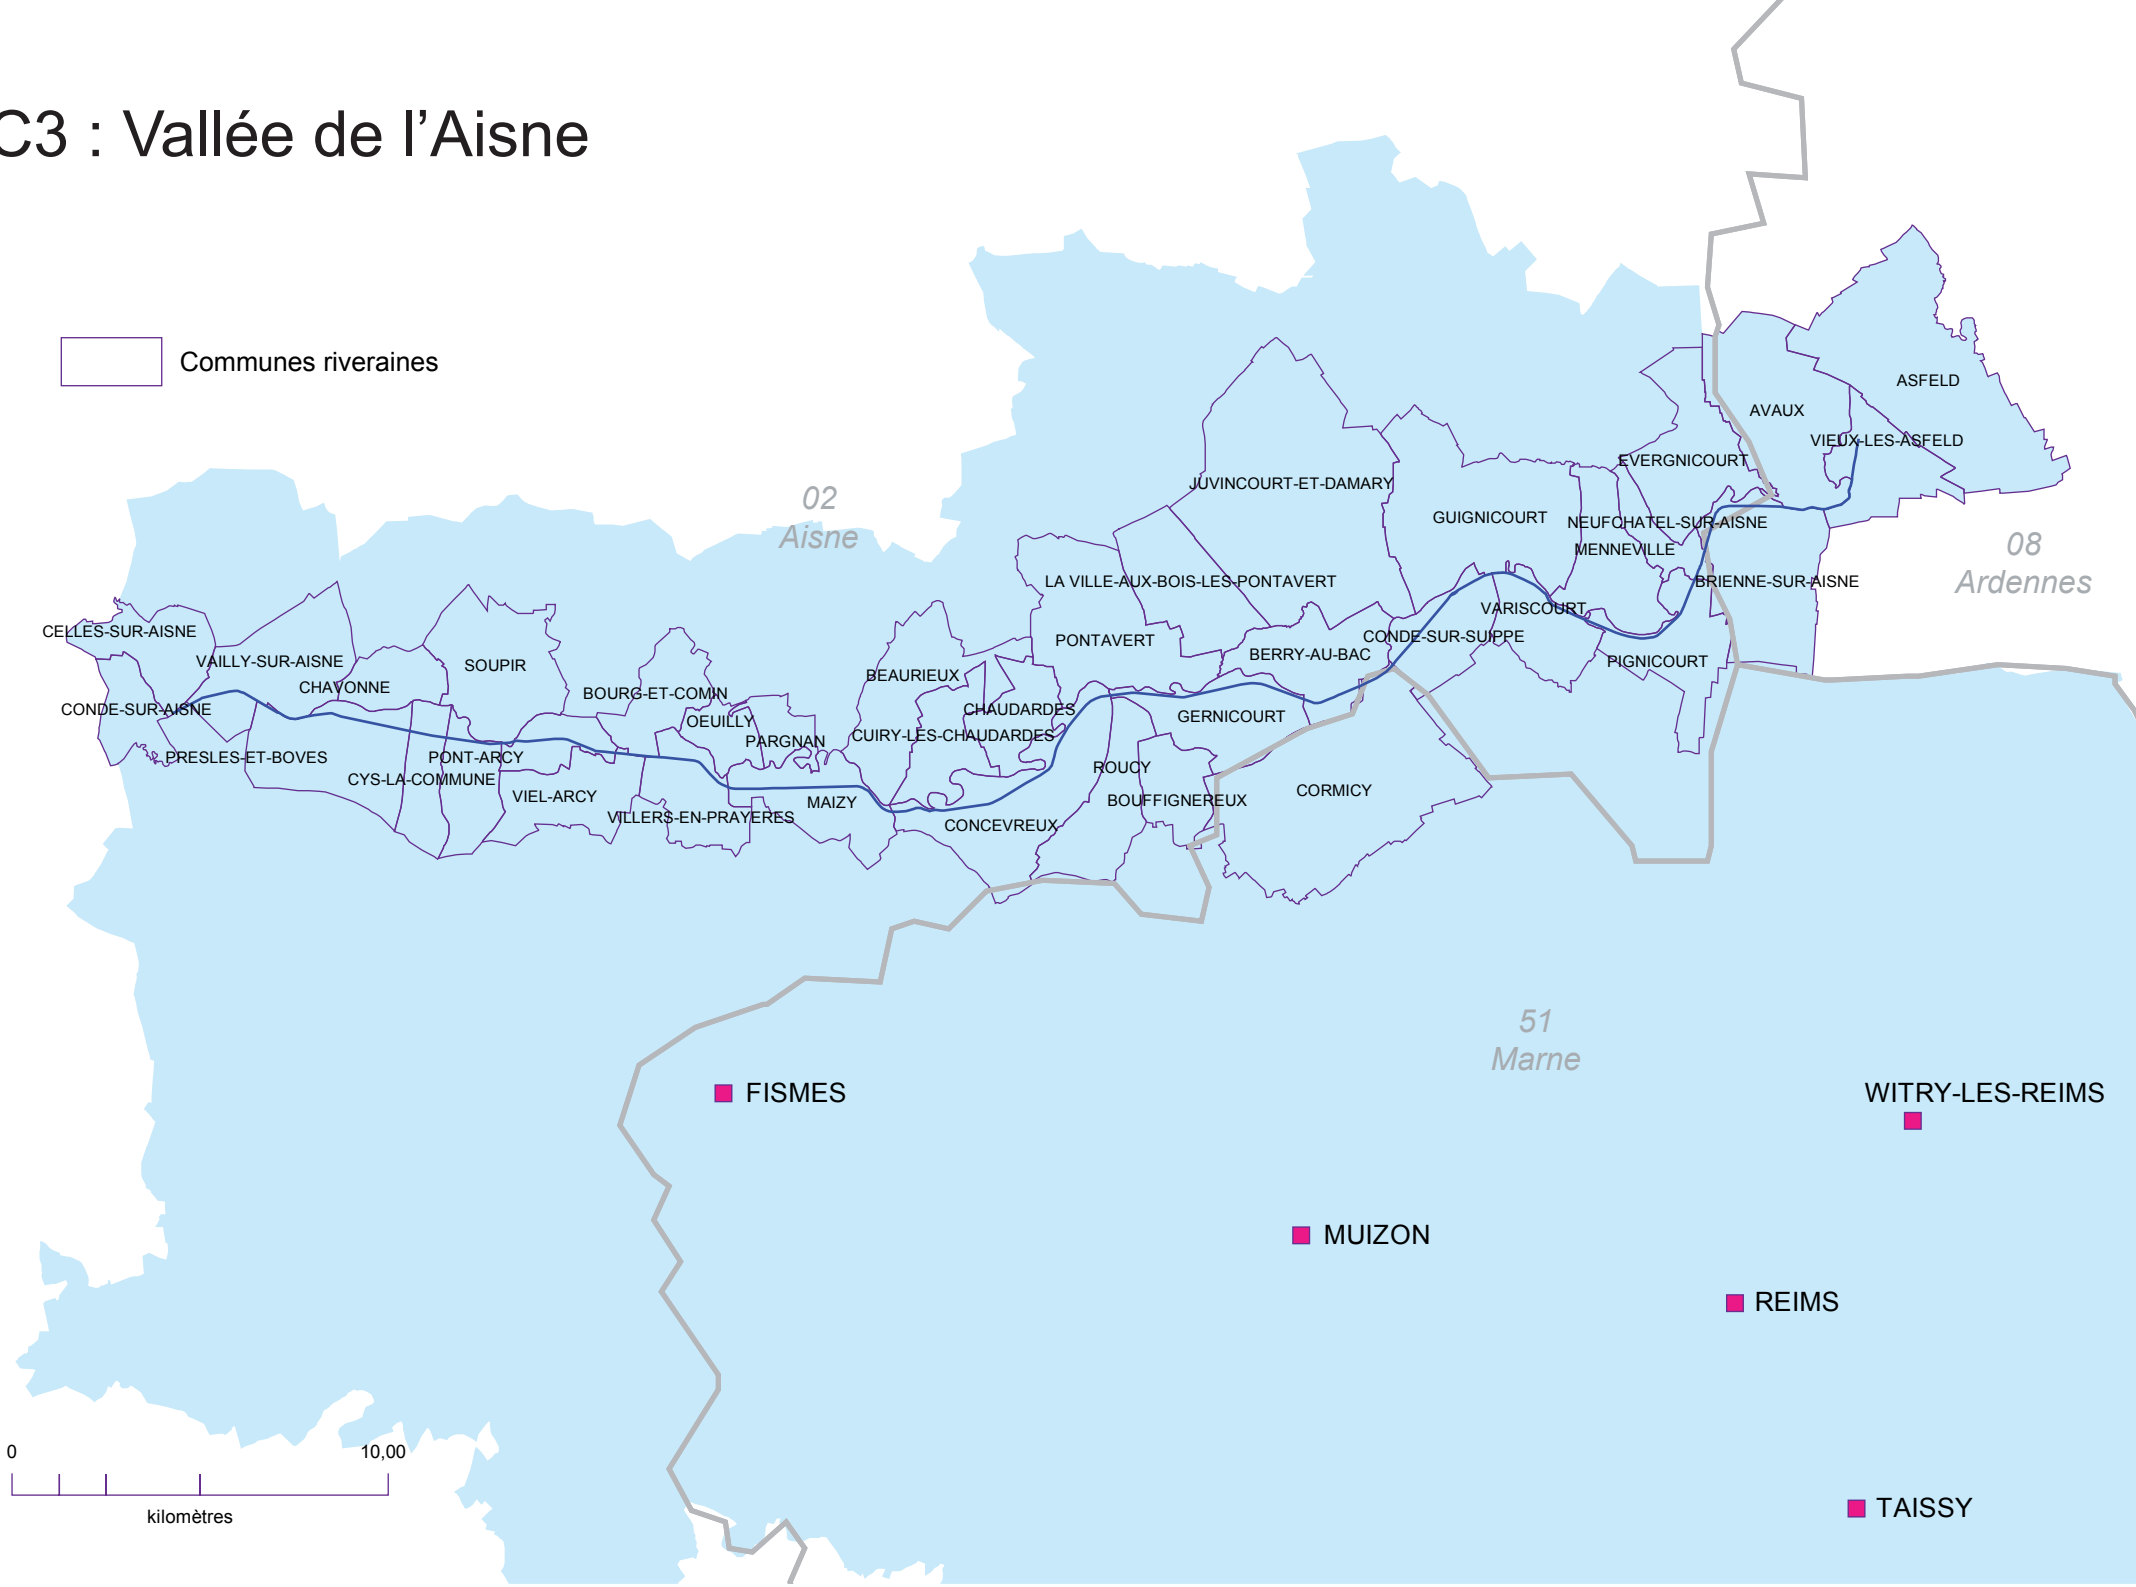 C3 : Vallée de l’Aisne
Communes riveraines
02
Aisne
08
Ardennes
51
Marne
ASFELD
AVAUX
VIEUX-LES-ASFELD
EVERGNICOURT
JUVINCOURT-ET-DAMARY
GUIGNICOURT
NEUFCHATEL-SUR-AISNE
MENNEVILLE
BRIENNE-SUR-AISNE
LA VILLE-AUX-BOIS-LES-PONTAVERT
VARISCOURT
CELLES-SUR-AISNE
PONTAVERT
CONDE-SUR-SUIPPE
BERRY-AU-BAC
PIGNICOURT
VAILLY-SUR-AISNE
SOUPIR
BEAURIEUX
CHAVONNE
BOURG-ET-COMIN
CONDE-SUR-AISNE
CHAUDARDES
GERNICOURT
OEUILLY
PARGNAN
CUIRY-LES-CHAUDARDES
PRESLES-ET-BOVES
PONT-ARCY
ROUCY
CYS-LA-COMMUNE
VIEL-ARCY
MAIZY
BOUFFIGNEREUX
CORMICY
VILLERS-EN-PRAYERES
CONCEVREUX
FISMES
WITRY-LES-REIMS
MUIZON
REIMS
TAISSY
0
10,00
kilomètres